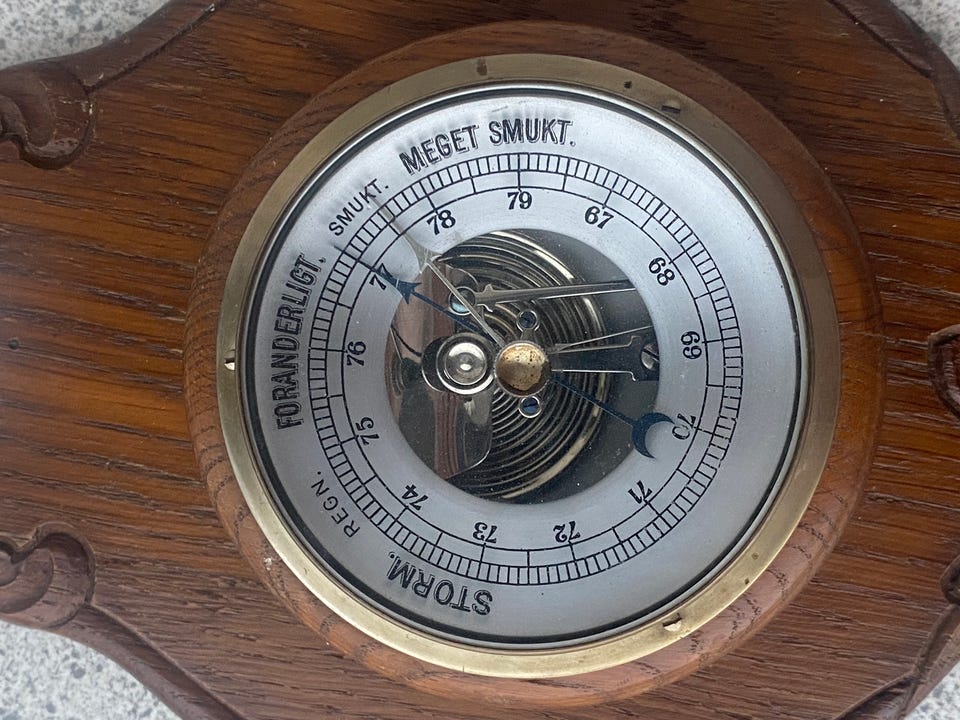 STORM.
REGN.
FORANDERLIGT.
SMUKT.
MEGET SMUKT.
67
68
69
70
71
72
73
74
75
76
77
78
79